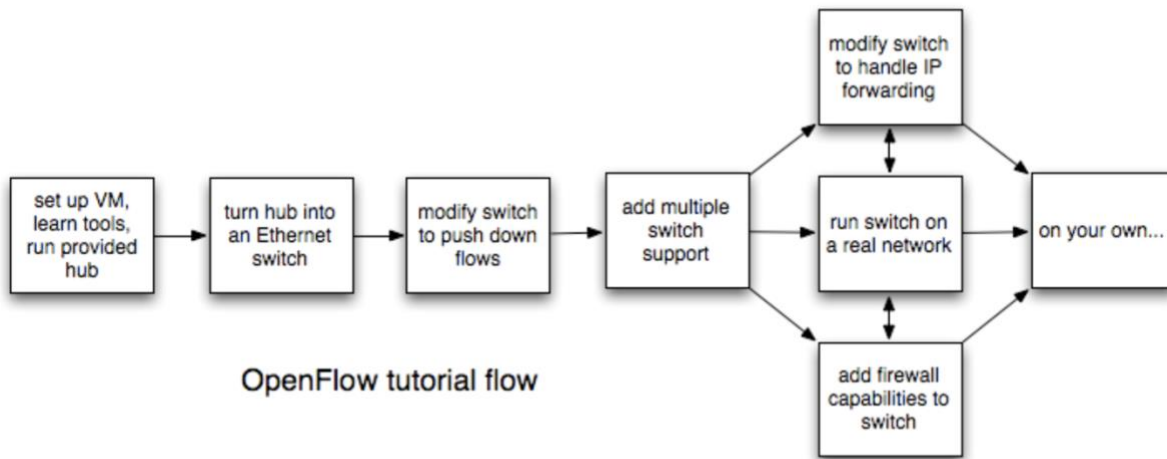 set up VM,
learn tools,
run provided
hub
turn hub into
an Ethernet
switch
modify switch
to push down
flows
add multiple
switch
support
modify switch
to handle IP
forwarding
run switch on
a real network
add firewall
capabilities to
switch
on your own...
OpenFlow tutorial flow